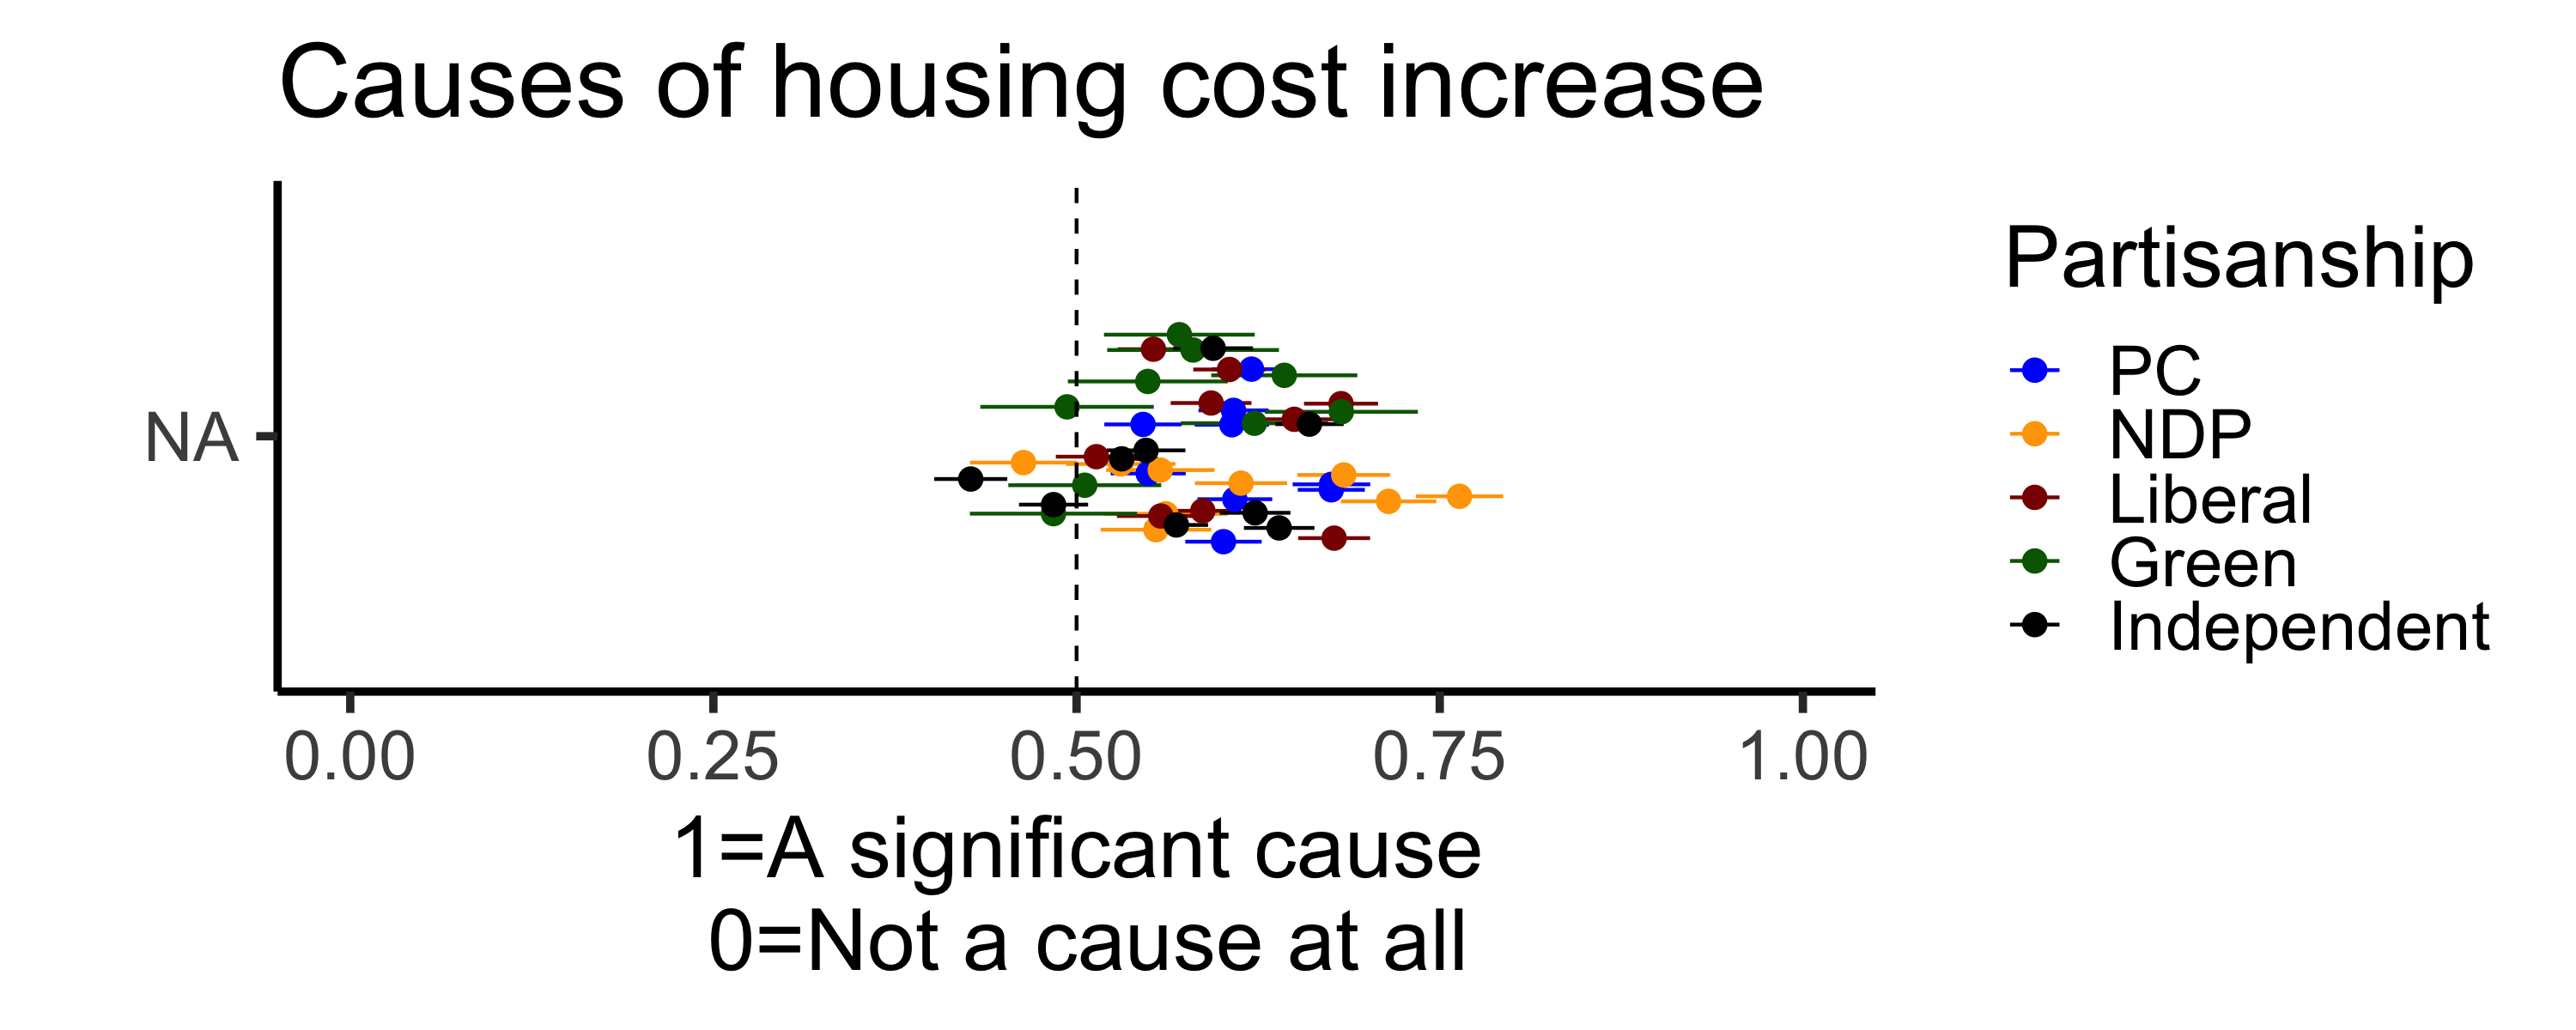 Causes of housing cost increase
NA
0.00 0.25 0.50 0.75 1.00
1=A significant cause
0=Not a cause at all
Partisanship
PC
NDP
Liberal
Green
Independent